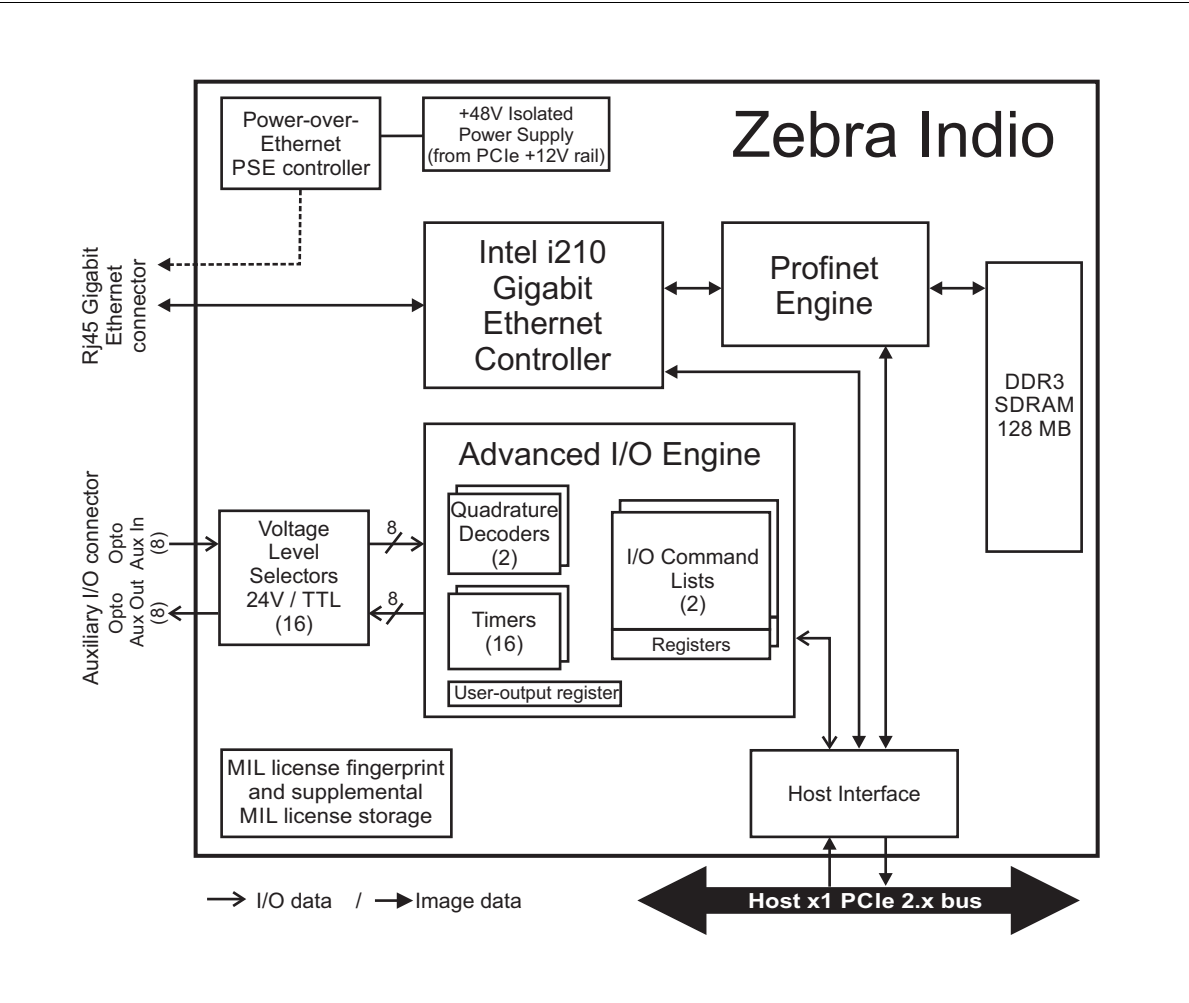 Zebra Indio
Power-over-
Ethernet
PSE controller
+48V Isolated
Power Supply
(from PCIe +12V rail)
Rj45 Gigabit
Ethernet
connector
Intel i210
Gigabit
Ethernet
Controller
Profinet
Engine
DDR3
SDRAM
128 MB
Advanced I/O Engine
Auxiliary I/O connector
Opto
Aux In
(8)
Opto
Aux Out
(8)
Voltage
Level
Selectors
24V / TTL
(16)
8
8
Quadrature
Decoders
(2)
Timers
(16)
User-output register
I/O Command
Lists
(2)
Registers
MIL license fingerprint
and supplemental
MIL license storage
Host Interface
I/O data / Image data
Host x1 PCIe 2.x bus